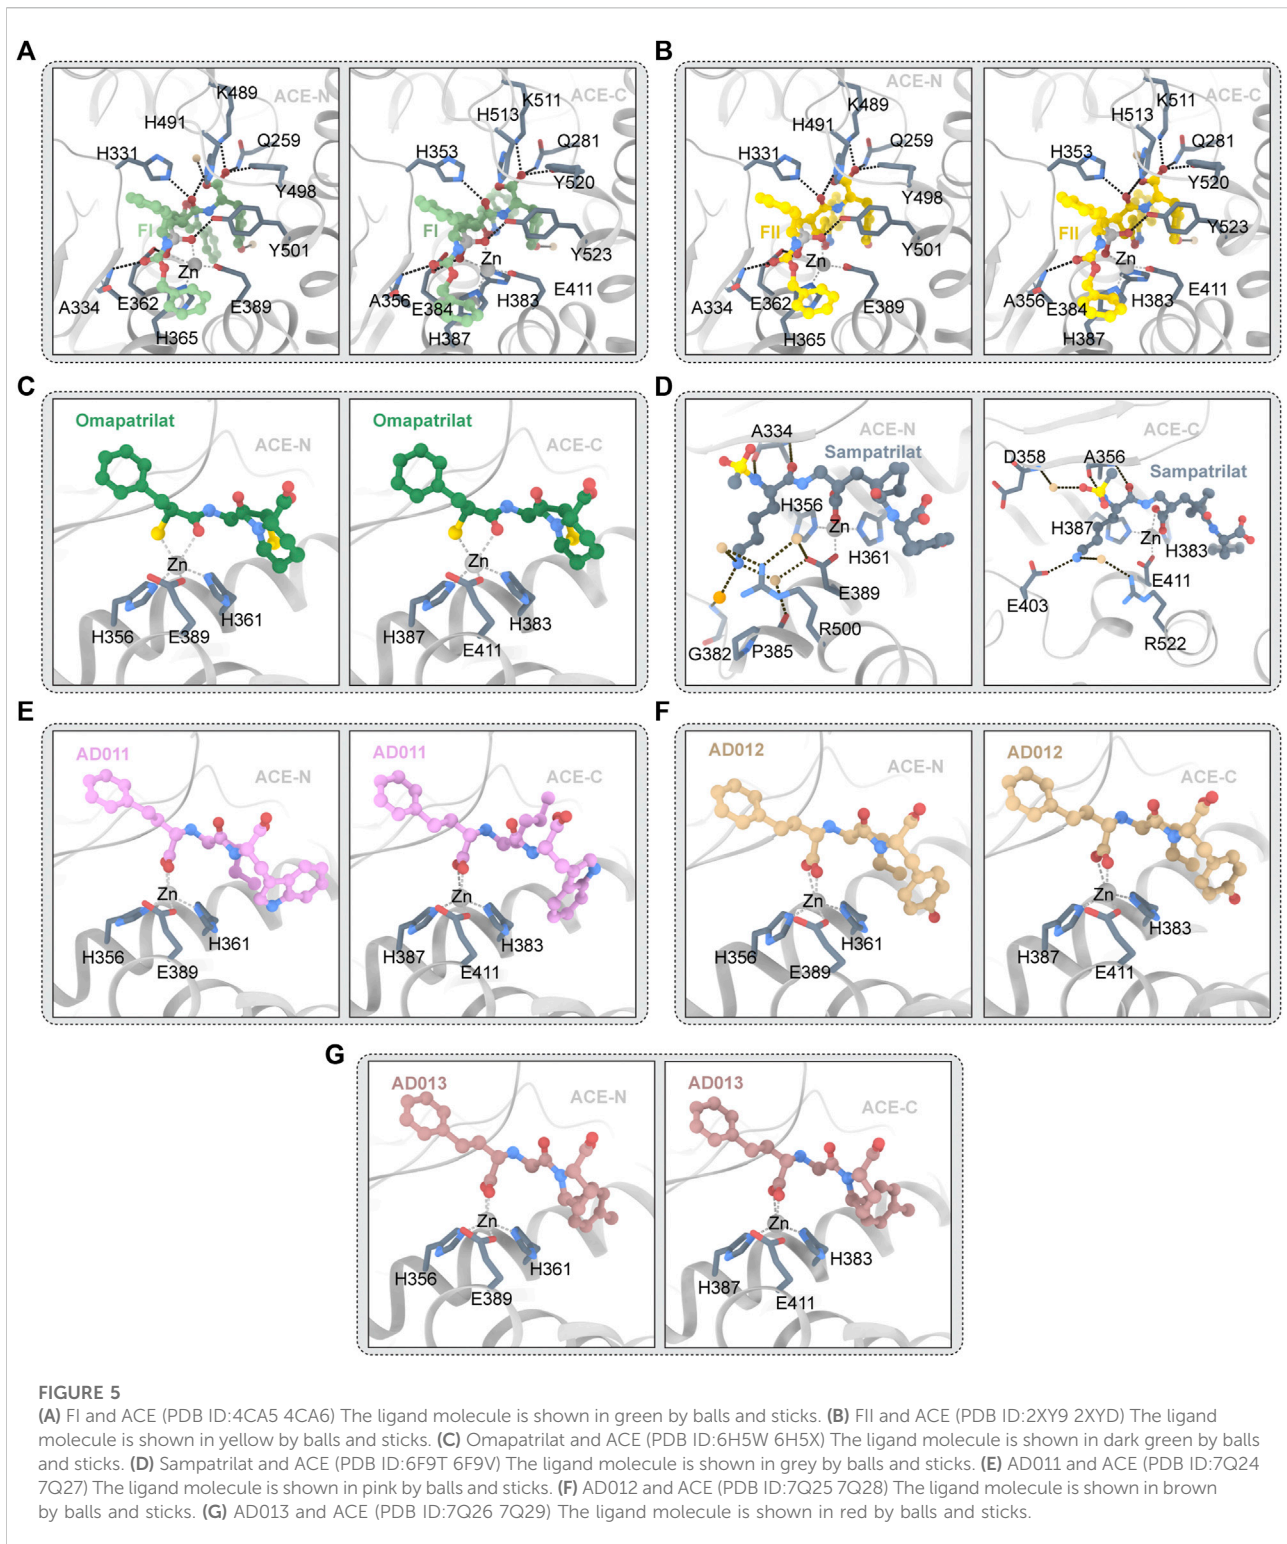 A
K489
ACE-N
H491
Q259
H331
Y498
FI
Y501
Zn
A334
E362
E389
H365
K511
ACE-C
H513
Q281
H353
Y520
FI
Y523
Zn
A356
E384
H383
E411
H387
B
K489
ACE-N
H491
Q259
H331
Y498
FII
Y501
Zn
A334
E362
E389
H365
K511
ACE-C
H513
Q281
H353
Y520
FII
Y523
Zn
A356
E384
H383
E411
H387
C
Omapatrilat
ACE-N
Zn
H356
E389
H361
Omapatrilat
ACE-C
Zn
H387
E411
H383
D
A334
ACE-N
Sampatrilat
H356
Zn
H361
E389
R500
G382
P385
ACE-C
D358
A356
Sampatrilat
H387
Zn
H383
E411
E403
R522
E
AD011
ACE-N
Zn
H356
E389
H361
AD011
ACE-C
Zn
H387
E411
H383
F
AD012
ACE-N
Zn
H356
E389
H361
AD012
ACE-C
Zn
H387
E411
H383
G
AD013
ACE-N
Zn
H356
E389
H361
AD013
ACE-C
Zn
H387
E411
H383
FIGURE 5
(A) FI and ACE (PDB ID:4CA5 4CA6) The ligand molecule is shown in green by balls and sticks. (B) FII and ACE (PDB ID:2XY9 2XYD) The ligand
molecule is shown in yellow by balls and sticks. (C) Omapatrilat and ACE (PDB ID:6H5W 6H5X) The ligand molecule is shown in dark green by balls
and sticks. (D) Sampatrilat and ACE (PDB ID:6F9T 6F9V) The ligand molecule is shown in grey by balls and sticks. (E) AD011 and ACE (PDB ID:7Q24
7Q27) The ligand molecule is shown in pink by balls and sticks. (F) AD012 and ACE (PDB ID:7Q25 7Q28) The ligand molecule is shown in brown
by balls and sticks. (G) AD013 and ACE (PDB ID:7Q26 7Q29) The ligand molecule is shown in red by balls and sticks.